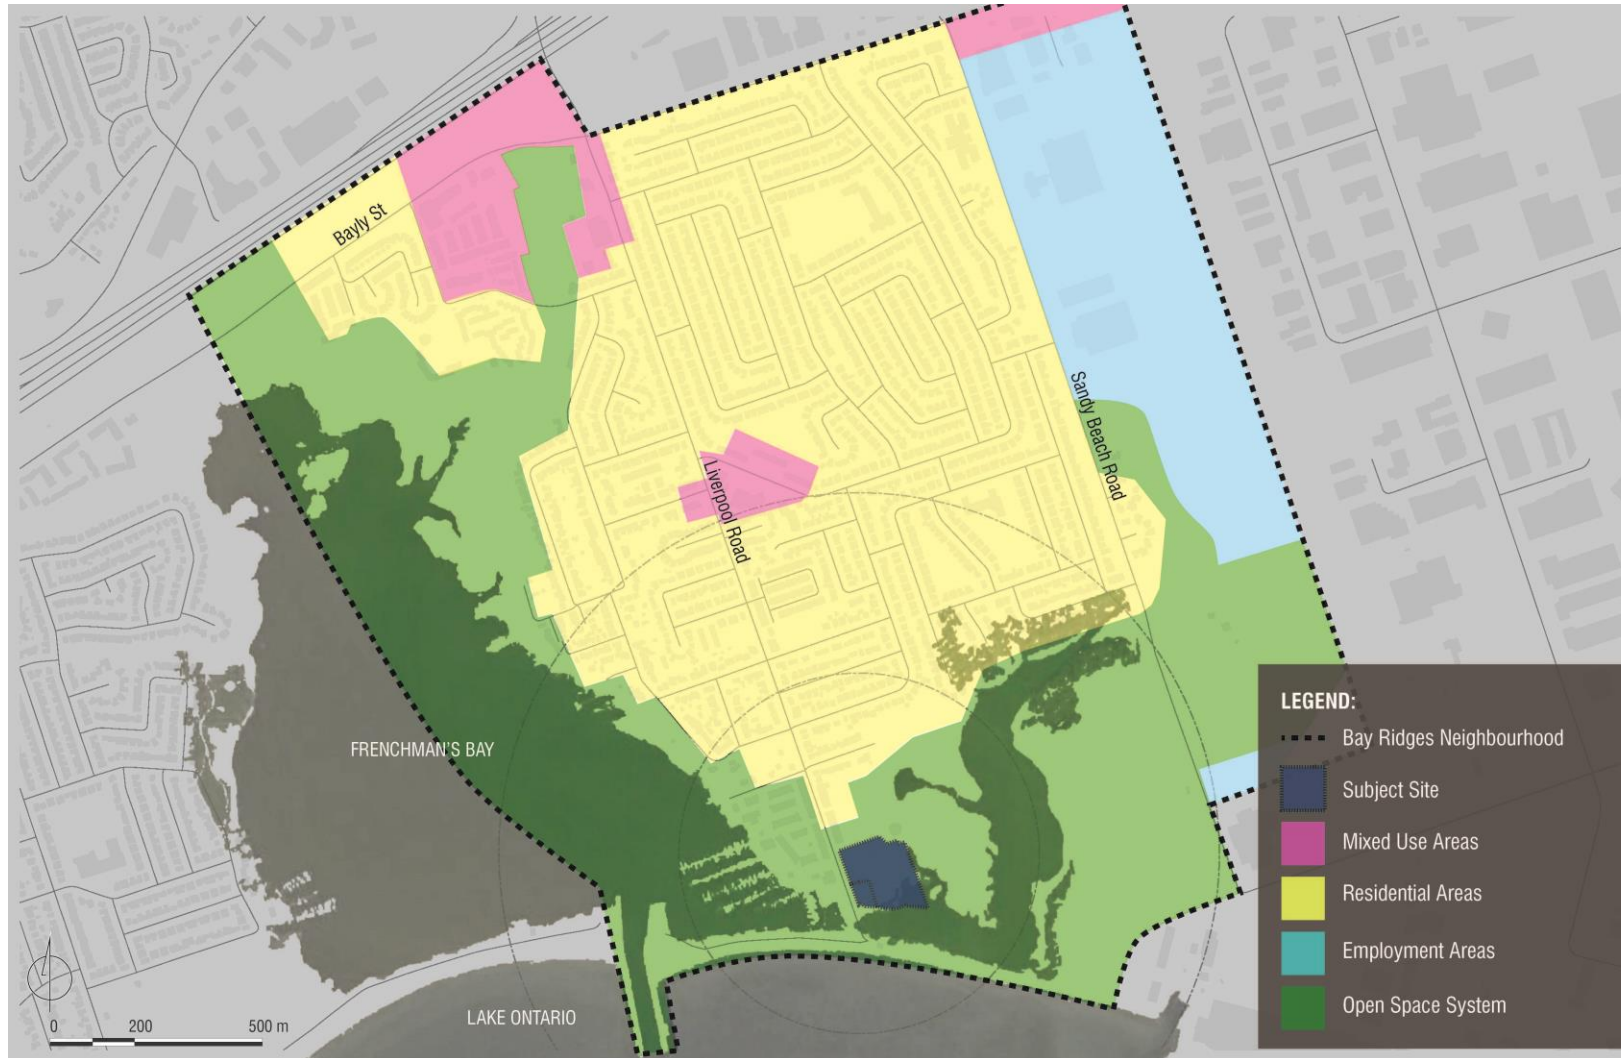 Bayly St
Sandy Beach Road
Liverpool Road
FRENCHMAN'S BAY
LAKE ONTARIO
0 200 500 m
LEGEND:
Bay Ridges Neighbourhood
Subject Site
Mixed Use Areas
Residential Areas
Employment Areas
Open Space System